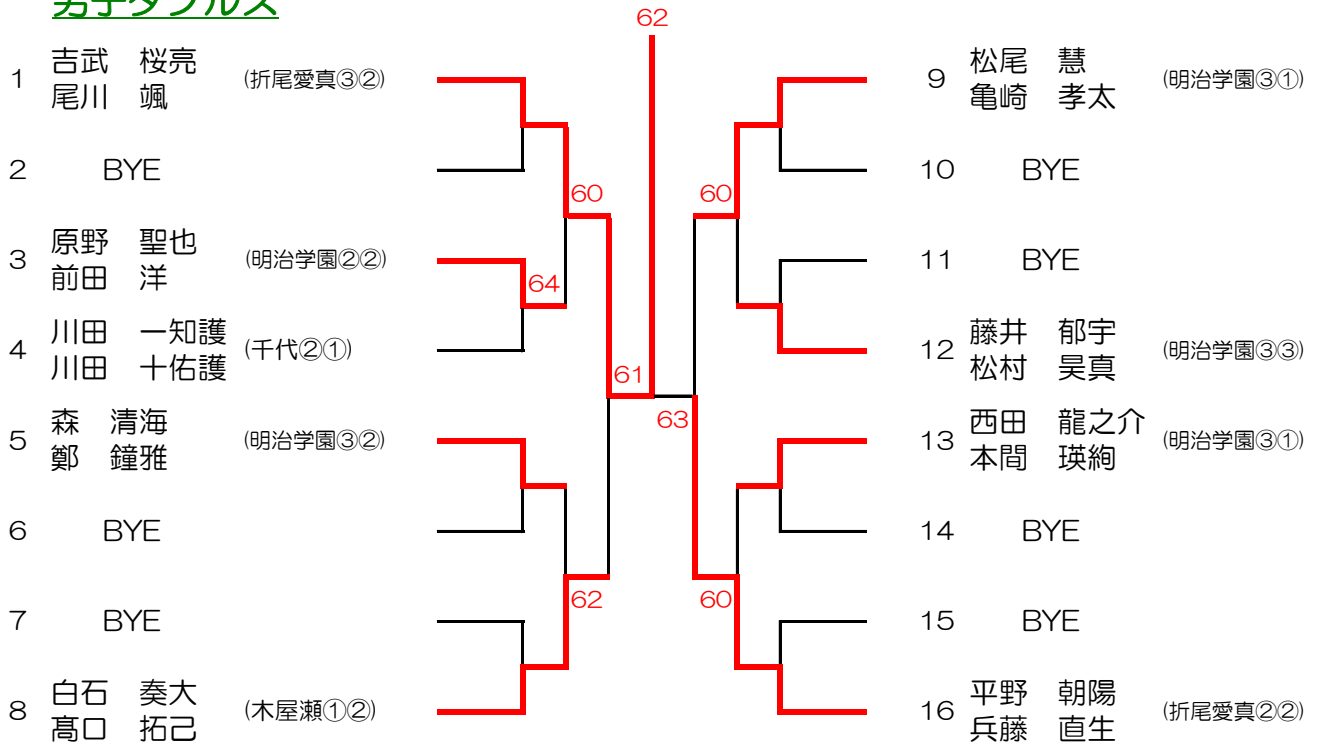 男子ダブルス
62
1 吉武 桜亮 (折尾愛真③②)
尾川 颯
2 BYE
60
3 原野 聖也 (明治学園②②)
前田 洋
64
4 川田 一知護 (千代②①)
川田 十佑護
61
5 森 清海 (明治学園③②)
鄭 鐘雅
6 BYE
62
7 BYE
8 白石 奏大 (木屋瀬①②)
髙口 拓己
9 松尾 慧 (明治学園③①)
亀崎 孝太
10 BYE
60
11 BYE
12 藤井 郁宇 (明治学園③③)
松村 昊真
63
13 西田 龍之介 (明治学園③①)
本間 瑛絢
14 BYE
60
15 BYE
16 平野 朝陽 (折尾愛真②②)
兵藤 直生